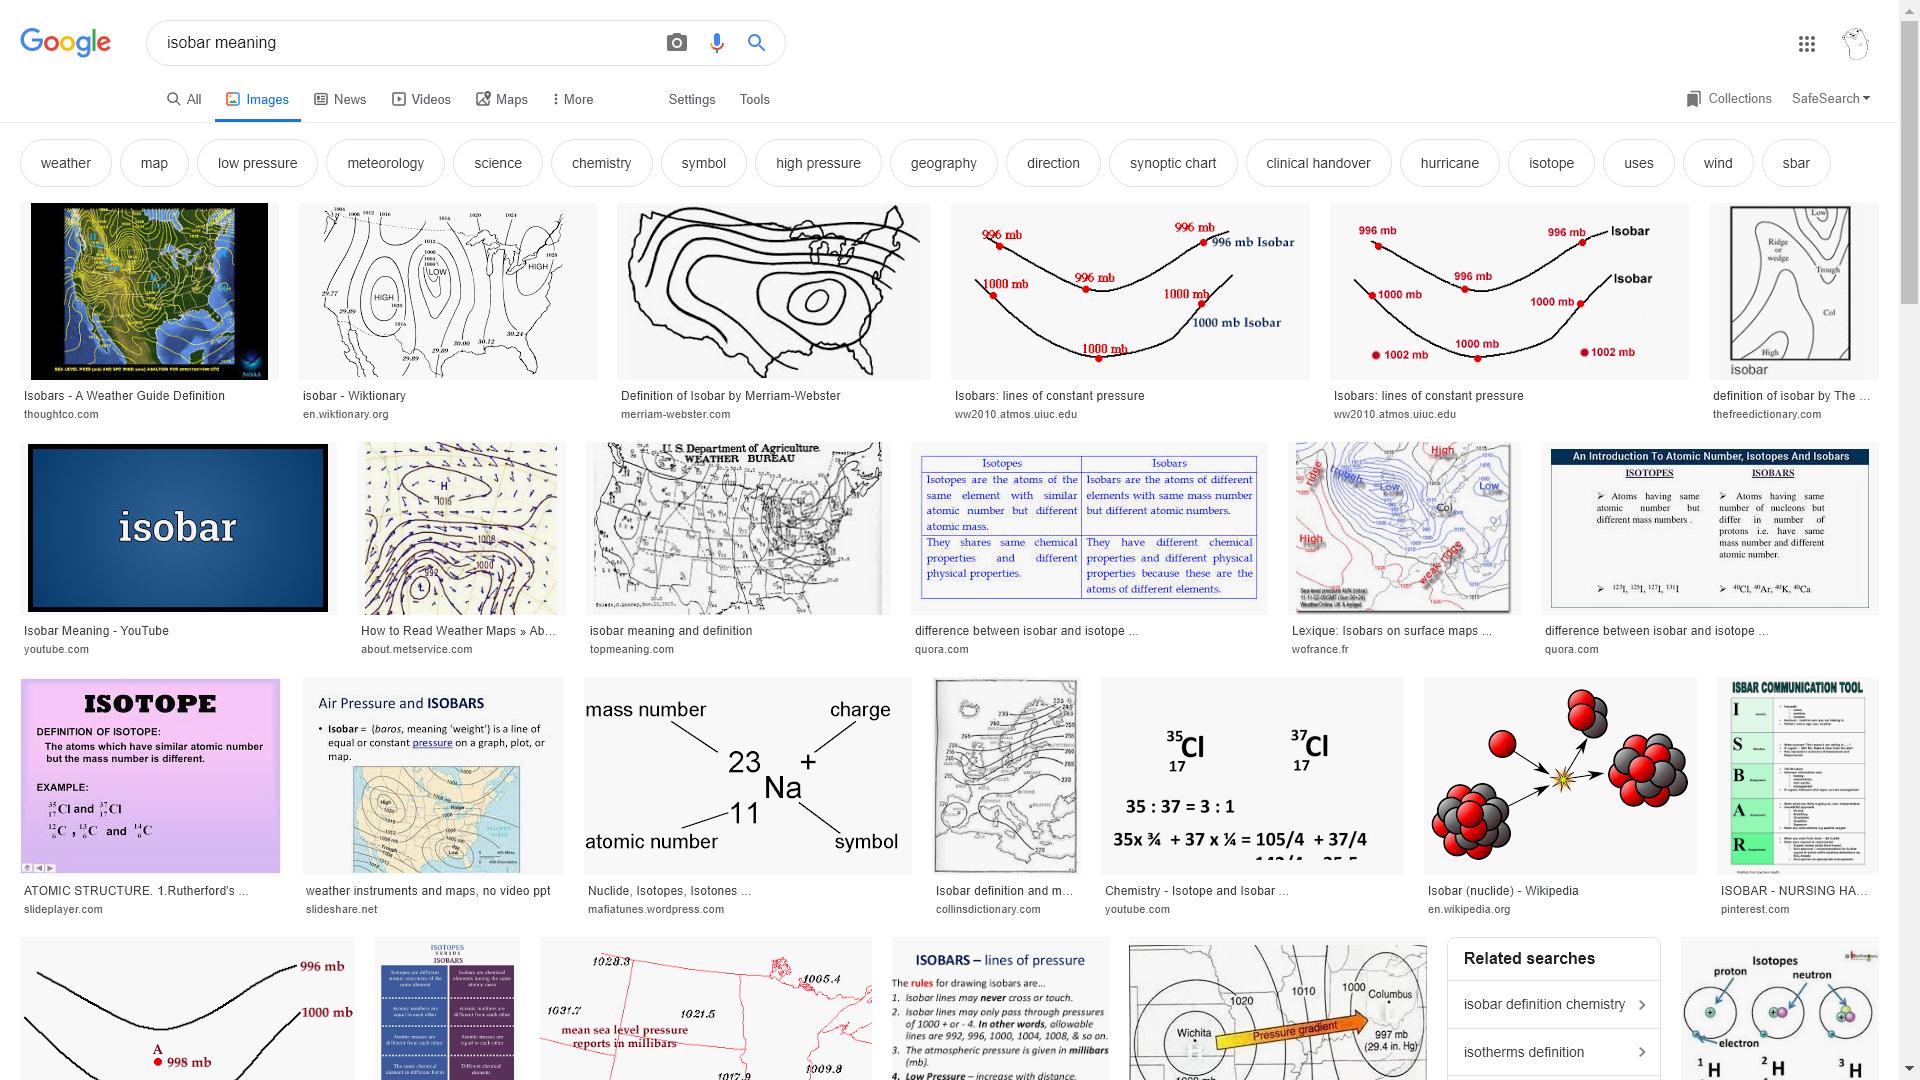 Google
isobar meaning
All
Images
News
Videos
Maps
More
Settings
Tools
Collections
SafeSearch
weather
map
low pressure
meteorology
science
chemistry
symbol
high pressure
geography
direction
synoptic chart
clinical handover
hurricane
isotope
uses
wind
sbar
NOAA
HIGH
LOW
HIGH
996 mb
996 mb
996 mb Isobar
996 mb
1000 mb
1000 mb
1000 mb Isobar
1000 mb
996 mb
996 mb
Isobar
996 mb
Isobar
1000 mb
1000 mb
1000 mb
1002 mb
1002 mb
Low
Ridge
or
wedge
Trough
Col
High
isobar
Isobars - A Weather Guide Definition
thoughtco.com
isobar - Wiktionary
en.wiktionary.org
Definition of Isobar by Merriam-Webster
merriam-webster.com
Isobars: lines of constant pressure
ww2010.atmos.uiuc.edu
Isobars: lines of constant pressure
ww2010.atmos.uiuc.edu
definition of isobar by The ...
thefreedictionary.com
isobar
H
1016
1008
1000
992
U. S. Department of Agriculture.
WEATHER BUREAU
Isotopes
Isobars
Isotopes are the atoms of the
same element with similar
atomic number but different
atomic mass.
Isobars are the atoms of different
elements with same mass number
but different atomic numbers.
They shares same chemical
properties and different
physical properties.
They have different chemical
properties and different physical
properties because these are the
atoms of different elements.
High
ridge
trough
Low
Low
Col
High
weak ridge
An Introduction To Atomic Number, Isotopes And Isobars
ISOTOPES
ISOBARS
Atoms having same
atomic number but
different mass numbers .
Atoms having same
number of nucleons but
differ in number of
protons i.e. have same
mass number and different
atomic number.
123I, 125I, 127I, 131I
40Cl, 40Ar, 40K, 40Ca
Isobar Meaning - YouTube
youtube.com
How to Read Weather Maps » Ab...
about.metservice.com
isobar meaning and definition
topmeaning.com
difference between isobar and isotope ...
quora.com
Lexique: Isobars on surface maps ...
wofrance.fr
difference between isobar and isotope ...
quora.com
ISOTOPE
DEFINITION OF ISOTOPE:
The atoms which have similar atomic number
but the mass number is different.
EXAMPLE:
35 17 Cl and 37 17 Cl
12 6 C , 13 6 C and 14 6 C
Air Pressure and ISOBARS
• Isobar = (baros, meaning 'weight') is a line of
equal or constant pressure on a graph, plot, or
map.
mass number
charge
23
+
Na
11
atomic number
symbol
35 Cl 17
37 Cl 17
35 : 37 = 3 : 1
35x ¾ + 37 x ¼ = 105/4 + 37/4
ISBAR COMMUNICATION TOOL
I
S
B
A
R
ATOMIC STRUCTURE. 1.Rutherford's ...
slideplayer.com
weather instruments and maps, no video ppt
slideshare.net
Nuclide, Isotopes, Isotones ...
mafiatunes.wordpress.com
Isobar definition and m...
collinsdictionary.com
Chemistry - Isotope and Isobar ...
youtube.com
Isobar (nuclide) - Wikipedia
en.wikipedia.org
ISOBAR - NURSING HA...
pinterest.com
996 mb
1000 mb
A
998 mb
ISOTOPES
VERSUS
ISOBARS
1028.3
1005.4
1031.7
1021.5
mean sea level pressure
reports in millibars
1009.8
1017.9
ISOBARS – lines of pressure
The rules for drawing isobars are...
1. Isobar lines may never cross or touch.
2. Isobar lines may only pass through pressures
of 1000 + or - 4. In other words, allowable
lines are 992, 996, 1000, 1004, 1008, & so on.
3. The atmospheric pressure is given in millibars
(mb).
4. Low Pressure – increase with distance.
1020
1010
1000
Columbus
Wichita
H
Pressure gradient
997 mb
(29.4 in. Hg)
Related searches
isobar definition chemistry
isotherms definition
Isotopes
proton
neutron
electron
1 H
2 H
3 H